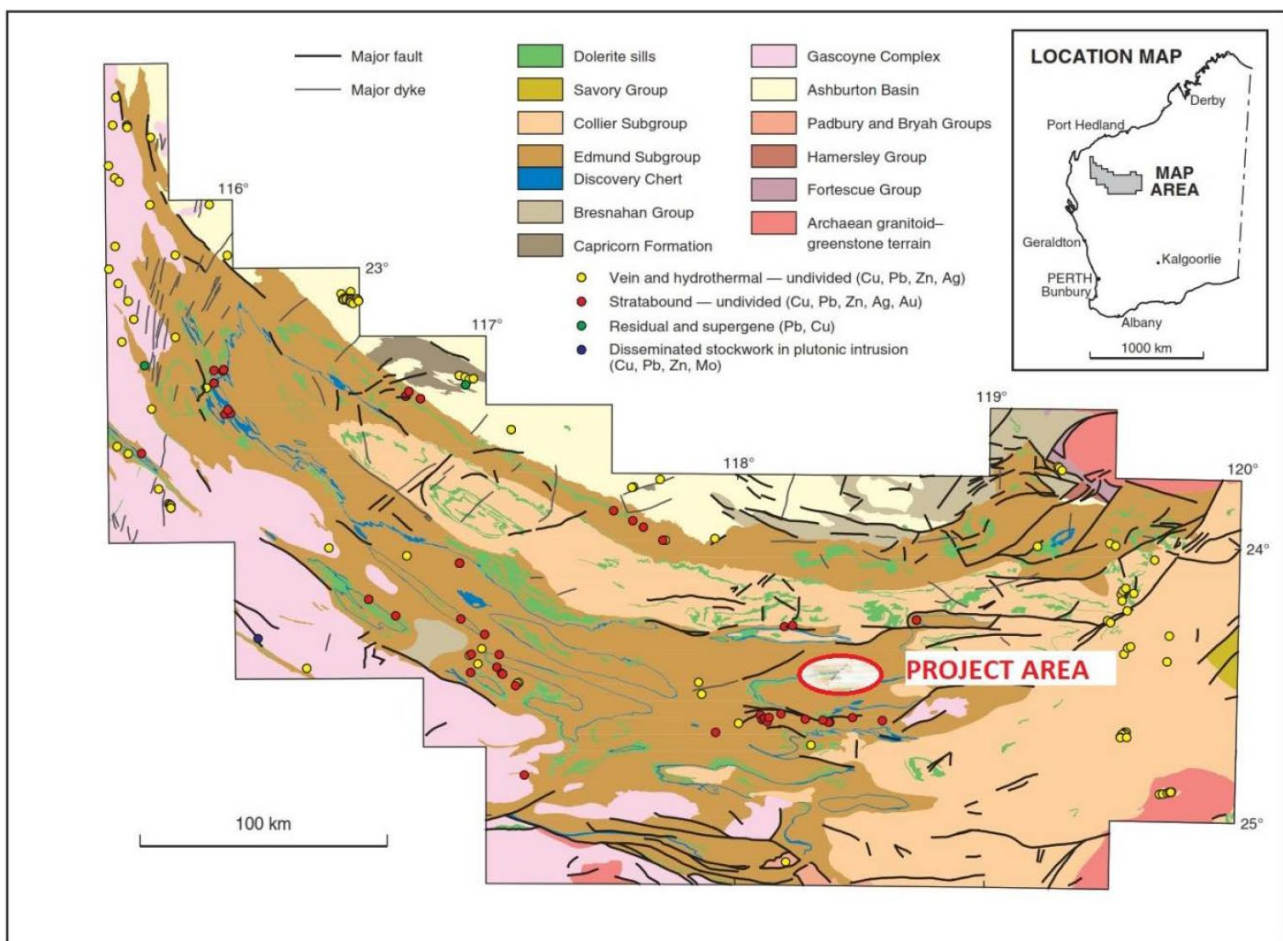 Major fault
Major dyke
Dolerite sills
Savory Group
Collier Subgroup
Edmund Subgroup
Discovery Chert
Bresnahan Group
Capricorn Formation
Gascoyne Complex
Ashburton Basin
Padbury and Bryah Groups
Hamersley Group
Fortescue Group
Archaean granitoid–
greenstone terrain
Vein and hydrothermal — undivided (Cu, Pb, Zn, Ag)
Stratabound — undivided (Cu, Pb, Zn, Ag, Au)
Residual and supergene (Pb, Cu)
Disseminated stockwork in plutonic intrusion
(Cu, Pb, Zn, Mo)
LOCATION MAP
Derby
Port Hedland
MAP
AREA
Geraldton
Kalgoorlie
PERTH
Bunbury
Albany
1000 km
116°
23°
117°
118°
119°
120°
24°
PROJECT AREA
25°
100 km